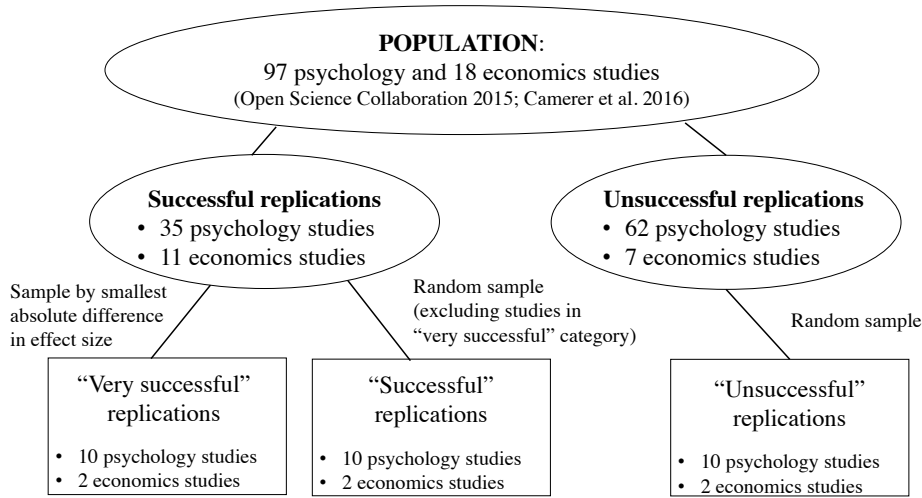 POPULATION:
97 psychology and 18 economics studies
(Open Science Collaboration 2015; Camerer et al. 2016)
Successful replications
• 35 psychology studies
• 11 economics studies
Unsuccessful replications
• 62 psychology studies
• 7 economics studies
Sample by smallest
absolute difference
in effect size
Random sample
(excluding studies in
“very successful” category)
Random sample
“Very successful”
replications
• 10 psychology studies
• 2 economics studies
“Successful”
replications
• 10 psychology studies
• 2 economics studies
“Unsuccessful”
replications
• 10 psychology studies
• 2 economics studies